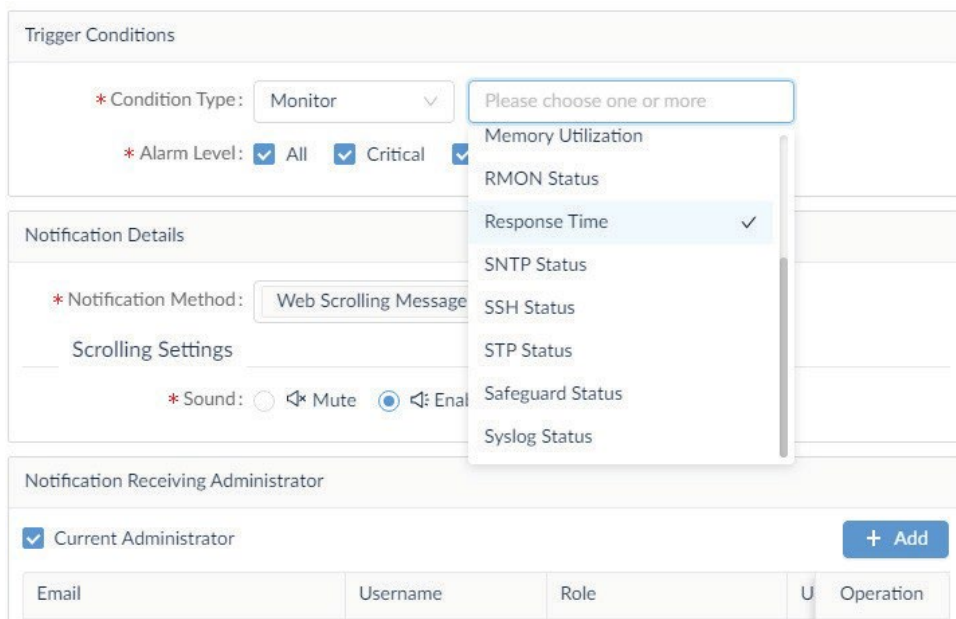 Trigger Conditions
* Condition Type: Monitor Please choose one or more
Memory Utilization
* Alarm Level: All Critical
RMON Status
Response Time
Notification Details
SNTP Status
* Notification Method: Web Scrolling Message
SSH Status
Scrolling Settings
STP Status
* Sound: Mute Enab
Safeguard Status
Syslog Status
Notification Receiving Administrator
Current Administrator
+ Add
Email Username Role U Operation